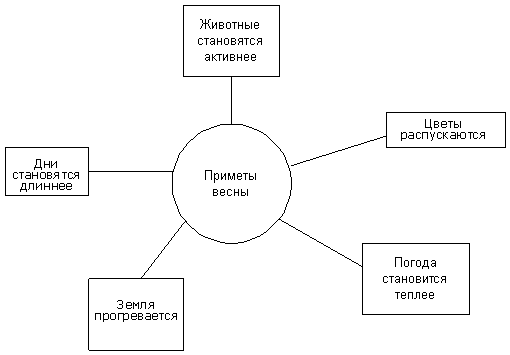 Животные
становятся
активнее
Цветы
распускаются
Дни
становятся
длиннее
Приметы
весны
Погода
становится
теплее
Земля
прогревается